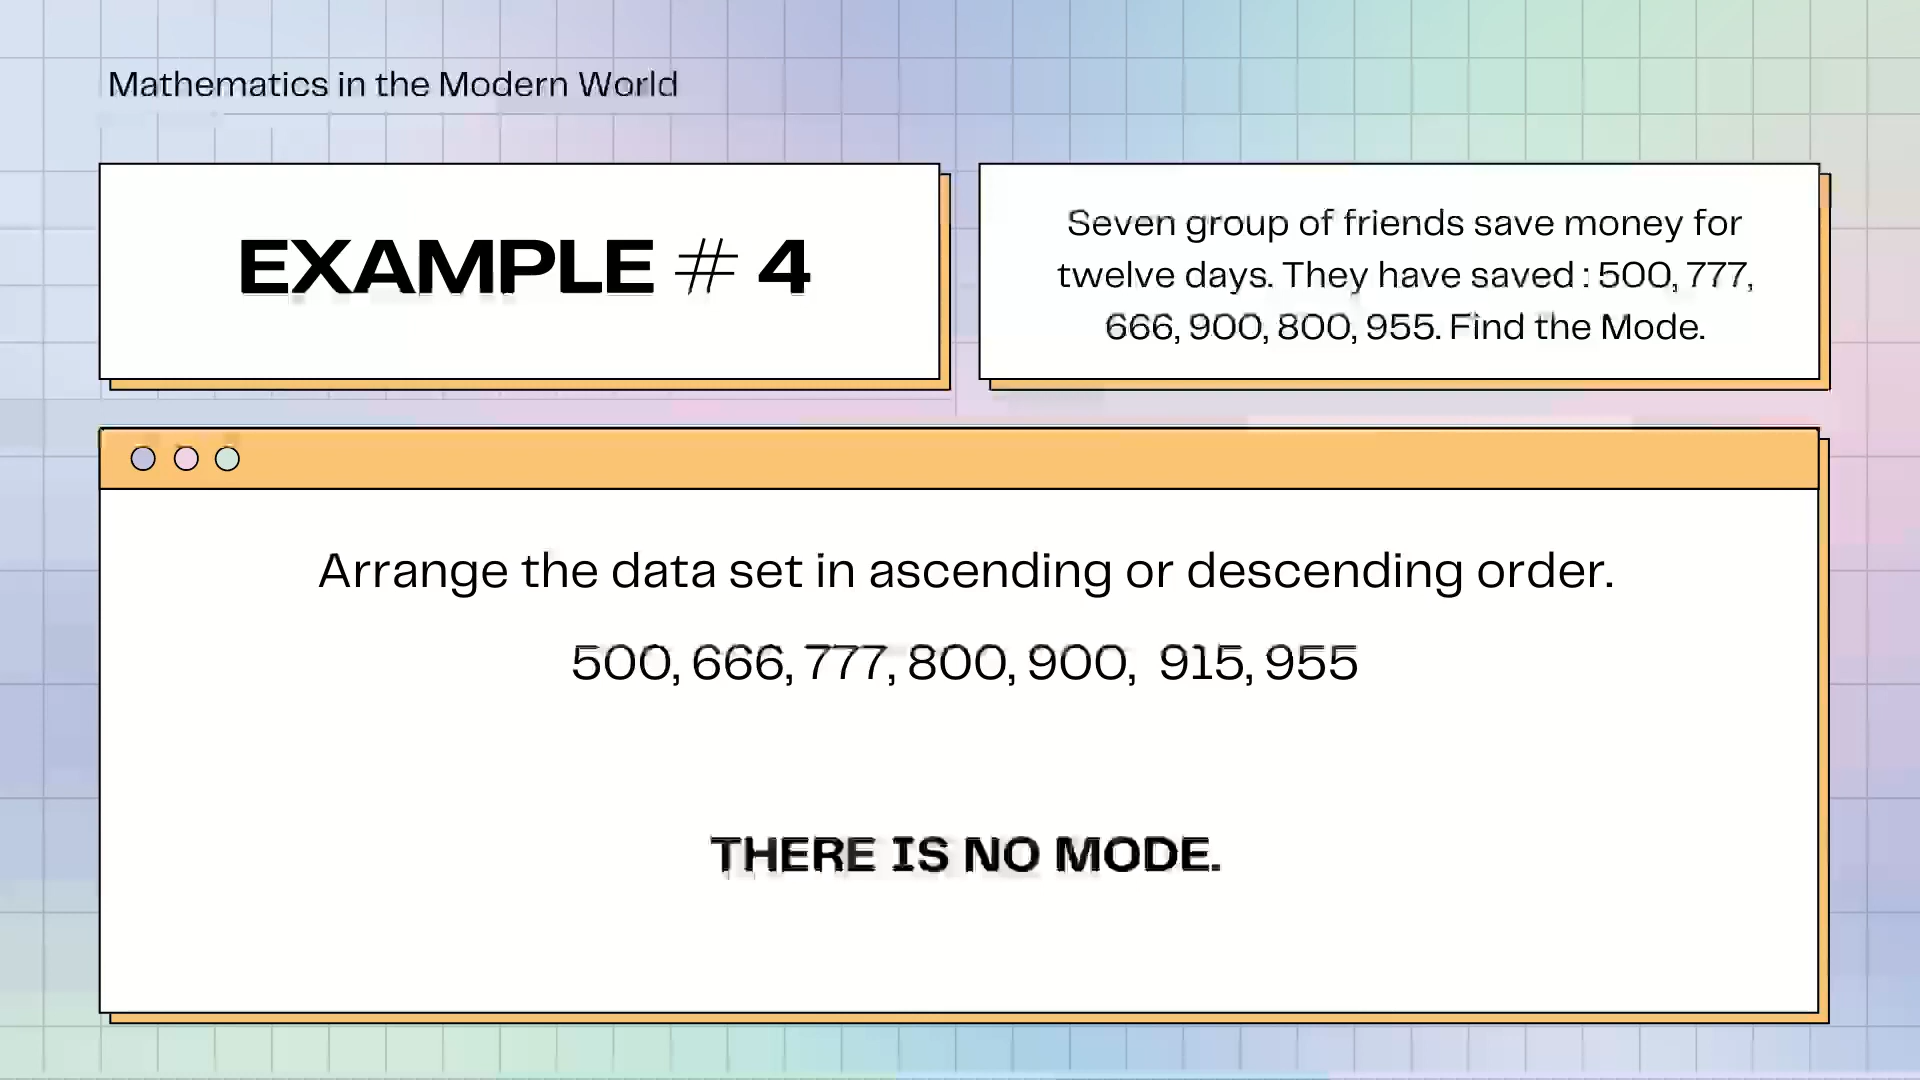 Mathematics in the Modern World
EXAMPLE # 4
Seven group of friends save money for
twelve days. They have saved : 500, 777,
666, 900, 800, 955. Find the Mode.
Arrange the data set in ascending or descending order.
500, 666, 777, 800, 900,  915, 955
THERE IS NO MODE.